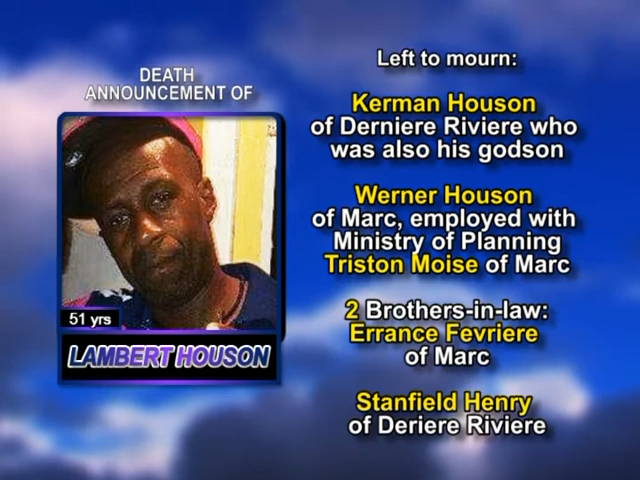 DEATH
ANNOUNCEMENT OF
51 yrs
LAMBERT HOUSON
Left to mourn:
Kerman Houson
of Derniere Riviere who
was also his godson
Werner Houson
of Marc, employed with
Ministry of Planning
Triston Moise of Marc
2 Brothers-in-law:
Errance Fevriere
of Marc
Stanfield Henry
of Deriere Riviere